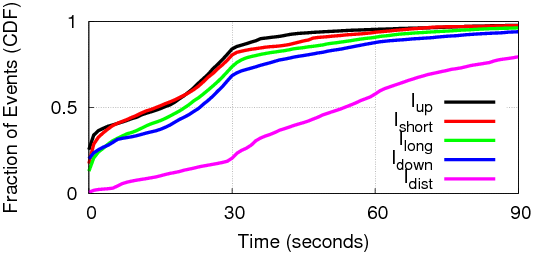 Fraction of Events (CDF)
1
0.5
0
I_up
I_short
I_long
I_down
I_dist
0 30 60 90
Time (seconds)